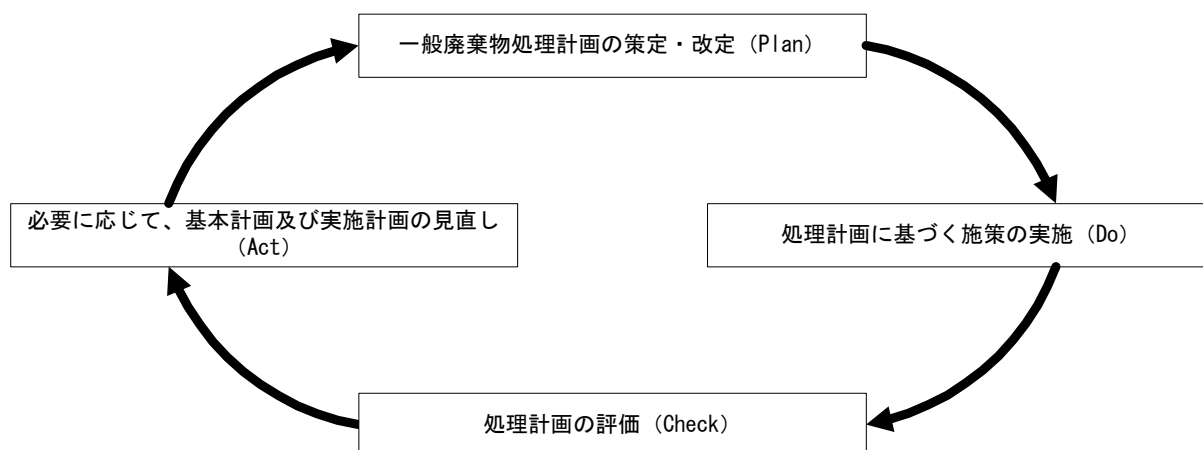 一般廃棄物処理計画の策定・改定（Plan）
処理計画に基づく施策の実施（Do）
処理計画の評価（Check）
必要に応じて、基本計画及び実施計画の見直し
（Act）